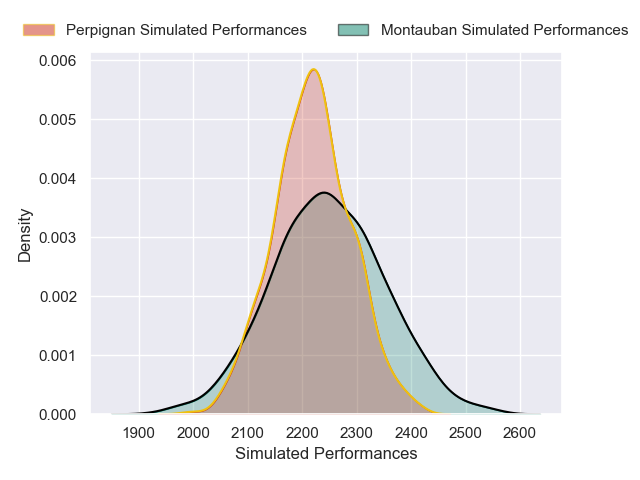 Perpignan Simulated Performances
Montauban Simulated Performances
0.006
0.005
0.004
0.003
0.002
0.001
0.000
Density
1900 2000 2100 2200 2300 2400 2500 2600
Simulated Performances